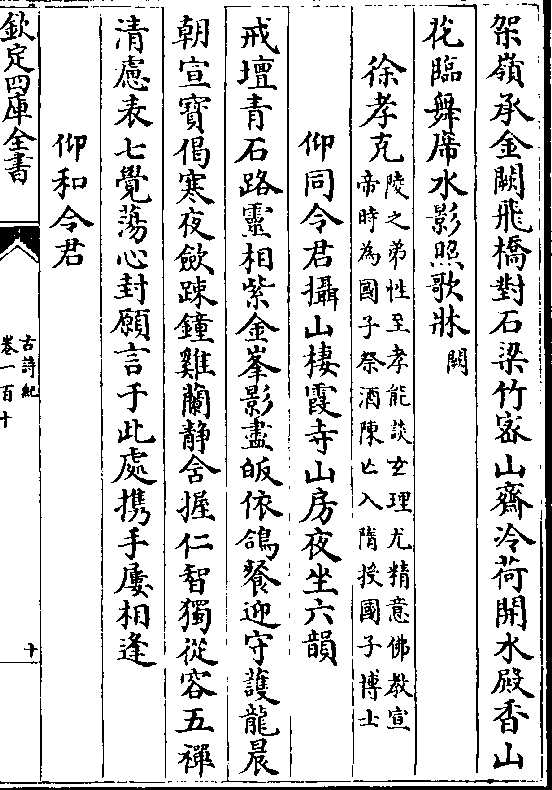 架嶺承金闕飛橋對石梁竹宻山齋冷荷開水殿香山
花臨舞席水影照歌牀闕
徐孝克陵之弟性至孝能談𤣥理尤精意佛教宣
帝時為國子祭酒陳亡入隋授國子博士
仰同令君攝山棲霞寺山房夜坐六韻
戒壇青石路靈相紫金峯影盡皈依鴿餐迎守護龍晨
朝宣寶偈寒夜歛踈鐘雞蘭静含握仁智獨從容五禪
清慮表七覺蕩心封願言于此處携手屢相逢
仰和令君
欽定四庫全書
古詩紀
卷一百十
十